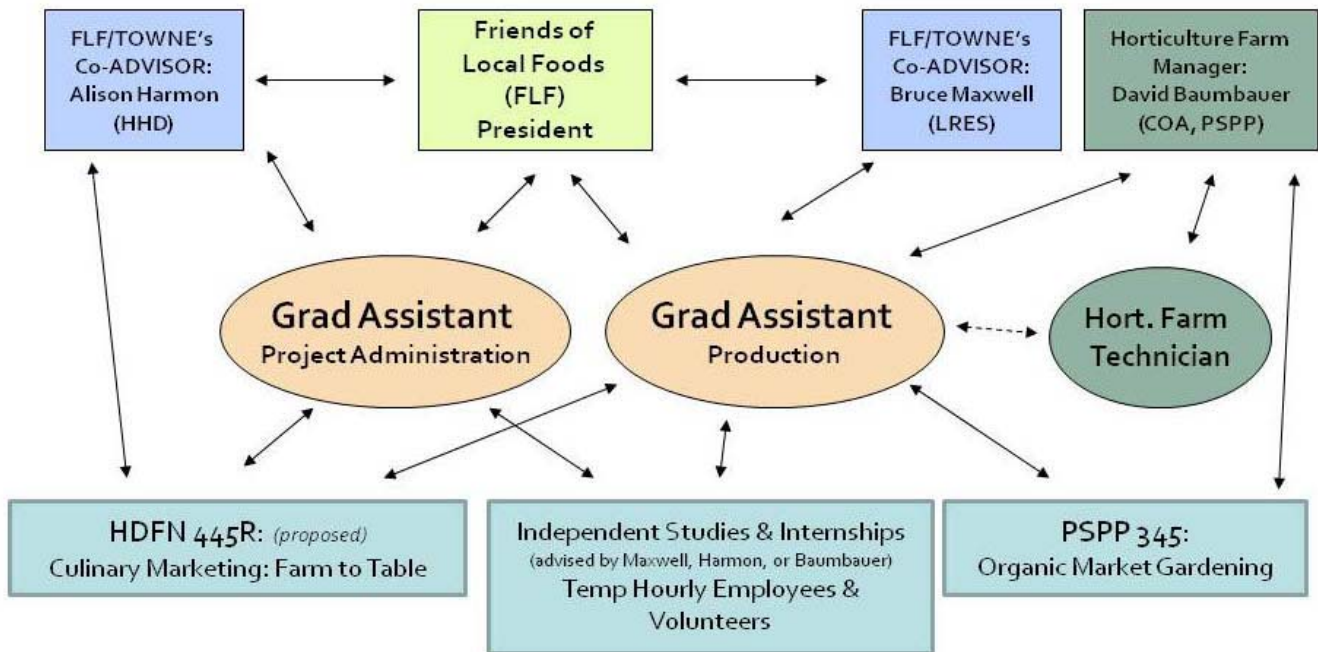 FLF/TOWNE's
Co-ADVISOR:
Alison Harmon
(HHD)
Friends of
Local Foods
(FLF)
President
FLF/TOWNE's
Co-ADVISOR:
Bruce Maxwell
(LRES)
Horticulture Farm
Manager:
David Baumbauer
(COA, PSPP)
Grad Assistant
Project Administration
Grad Assistant
Production
Hort. Farm
Technician
HDFN 445R: (proposed)
Culinary Marketing: Farm to Table
Independent Studies & Internships
(advised by Maxwell, Harmon, or Baumbauer)
Temp Hourly Employees &
Volunteers
PSPP 345:
Organic Market Gardening